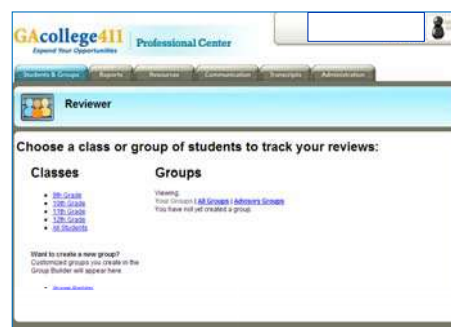 GAcollege411
Expand Your Opportunities
Professional Center
Students & Groups
Reports
Resources
Communication
Transcripts
Administration
Reviewer
Choose a class or group of students to track your reviews:
Classes
9th Grade
10th Grade
11th Grade
12th Grade
All Students
Want to create a new group?
Customized groups you create in the
Group Builder will appear here.
Groups
Viewing:
Your Groups | All Groups | Advisory Groups
You have not yet created a group.